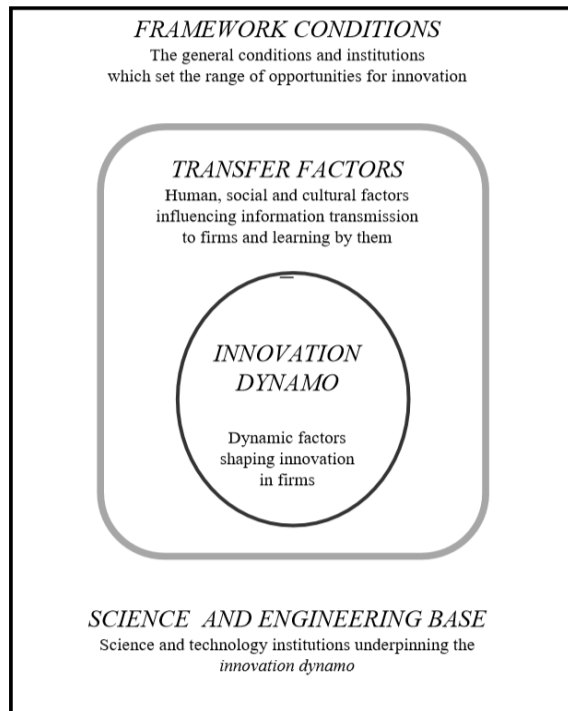 FRAMEWORK CONDITIONS
The general conditions and institutions
which set the range of opportunities for innovation
TRANSFER FACTORS
Human, social and cultural factors
influencing information transmission
to firms and learning by them
INNOVATION
DYNAMO
Dynamic factors
shaping innovation
in firms
SCIENCE AND ENGINEERING BASE
Science and technology institutions underpinning the
innovation dynamo